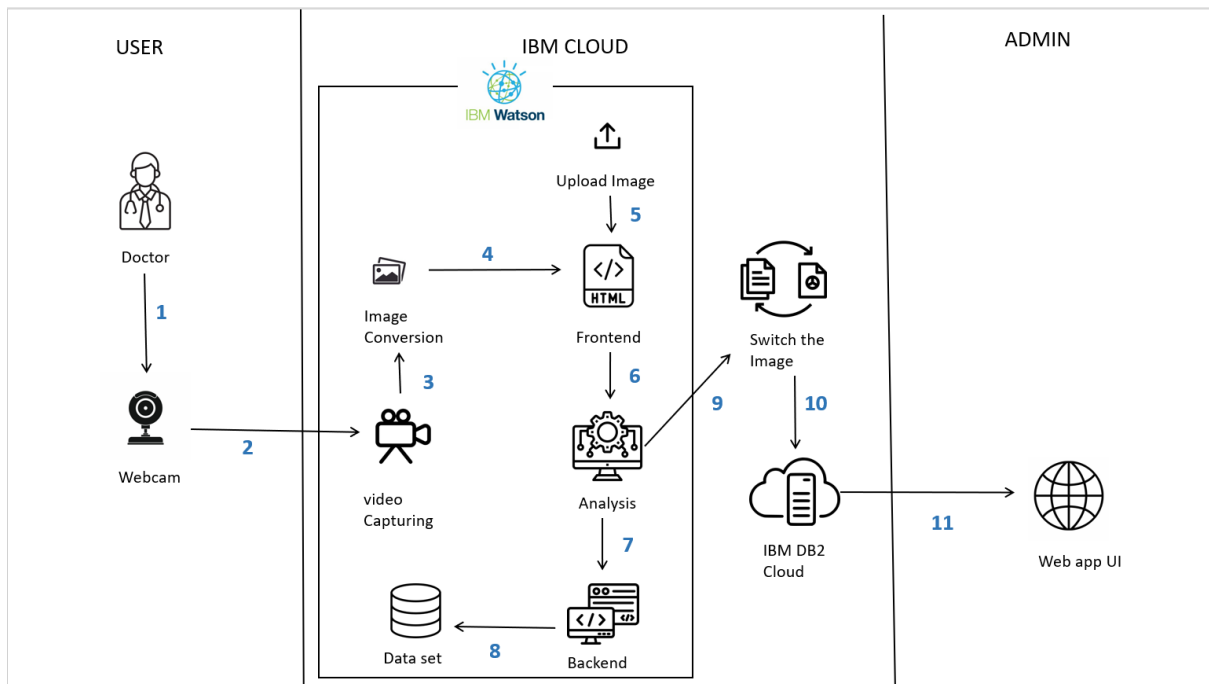 USER
IBM CLOUD
ADMIN
IBM Watson
Upload Image
5
Doctor
1
4
HTML
Image
Conversion
Frontend
Switch the
Image
3
6
9
10
2
Webcam
video
Capturing
Analysis
7
IBM DB2
Cloud
11
Web app UI
Data set
8
Backend